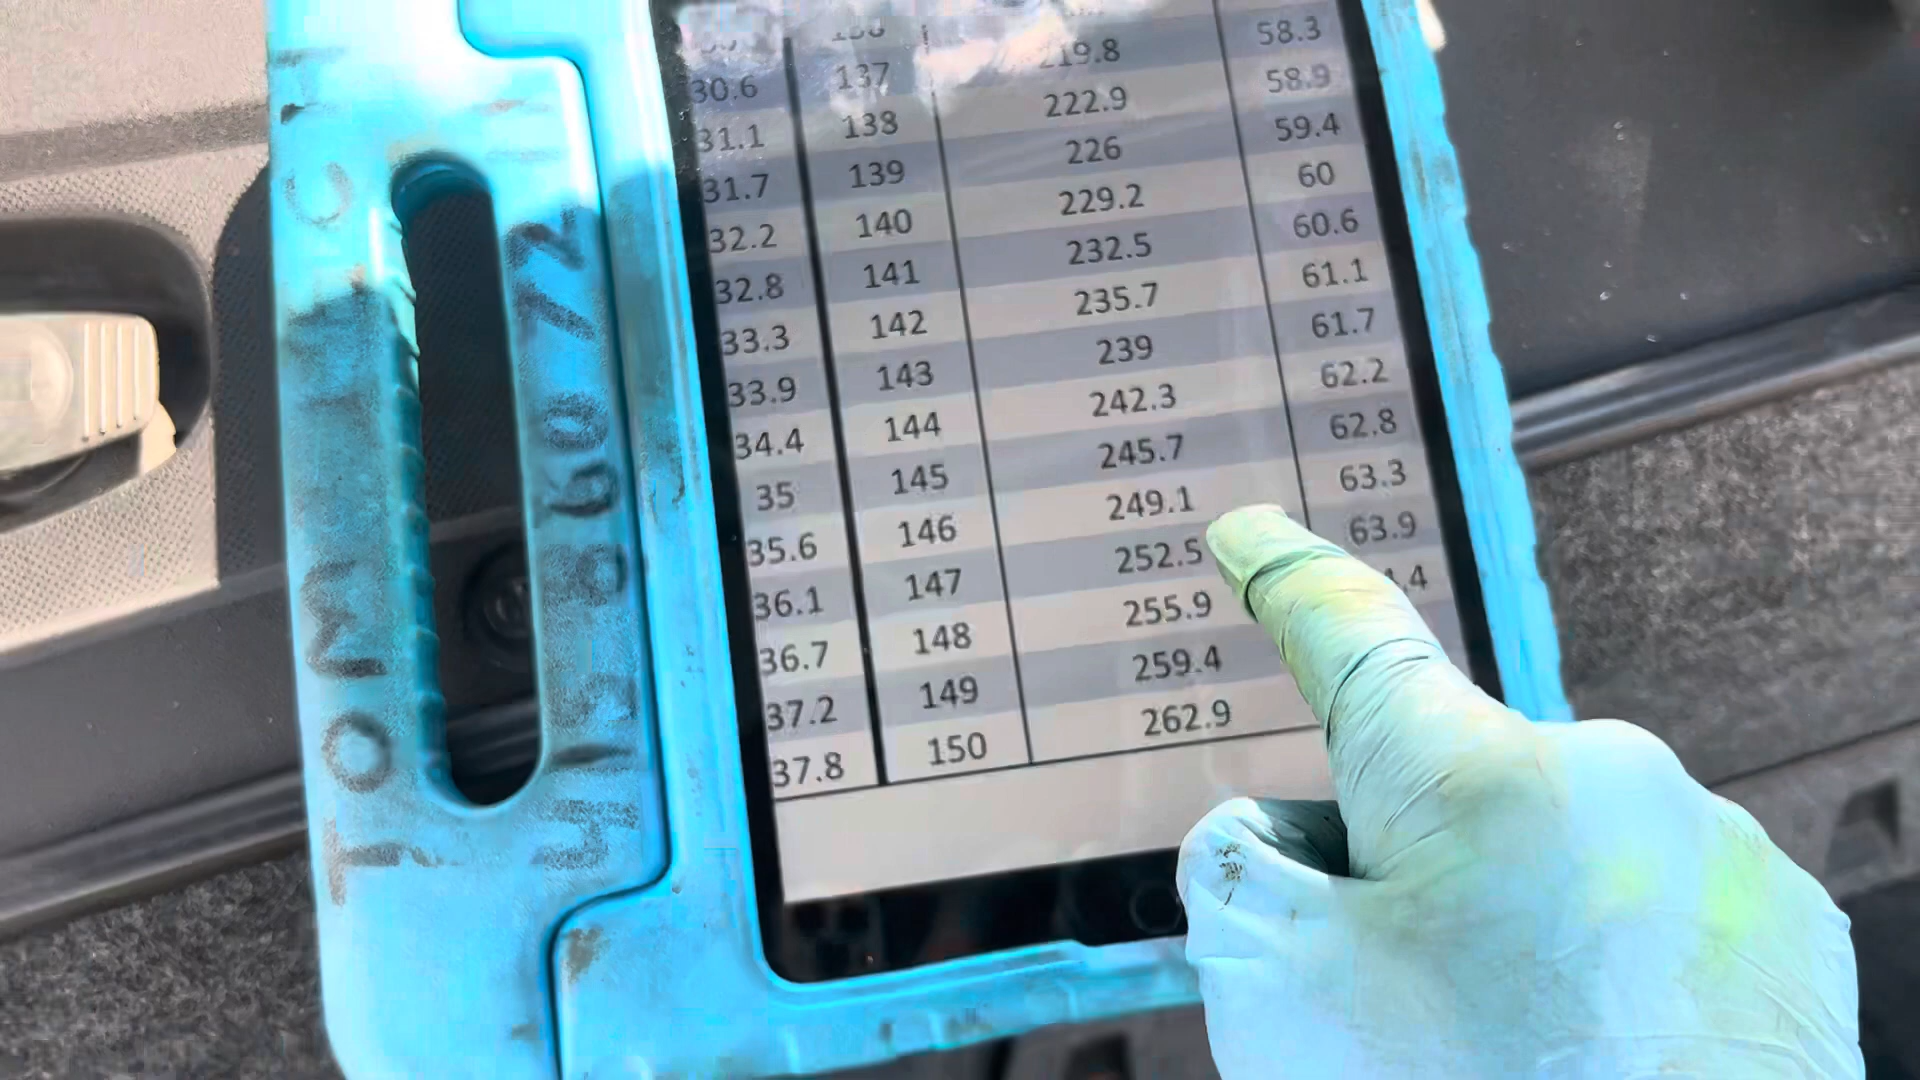 30.6 137 219.8 58.3
31.1 138 222.9 58.9
31.7 139 226 59.4
32.2 140 229.2 60
32.8 141 232.5 60.6
33.3 142 235.7 61.1
33.9 143 239 61.7
34.4 144 242.3 62.2
35 145 245.7 62.8
35.6 146 249.1 63.3
36.1 147 252.5 63.9
36.7 148 255.9
37.2 149 259.4
37.8 150 262.9